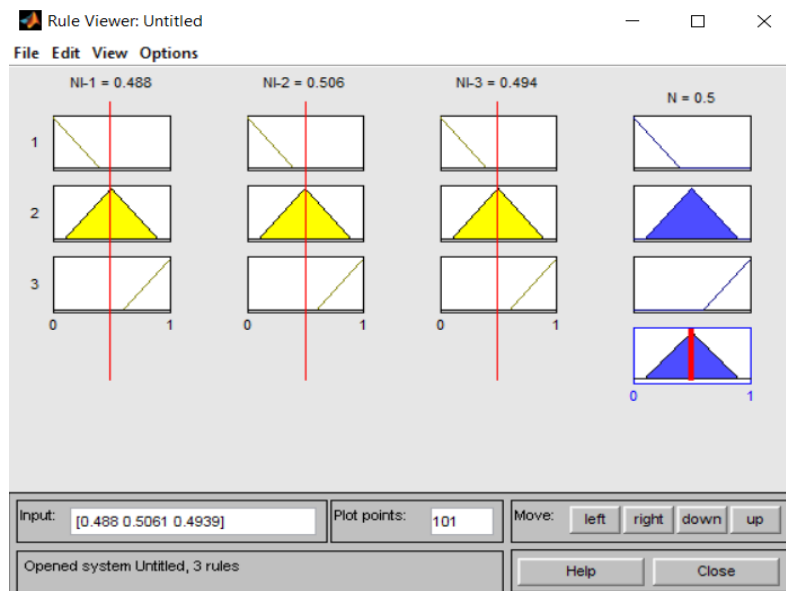 Rule Viewer: Untitled
File Edit View Options
NI-1 = 0.488
NI-2 = 0.506
NI-3 = 0.494
N = 0.5
1
2
3
0 1
0 1
0 1
0 1
Input: [0.488 0.5061 0.4939]
Plot points: 101
Move: left right down up
Opened system Untitled, 3 rules
Help Close